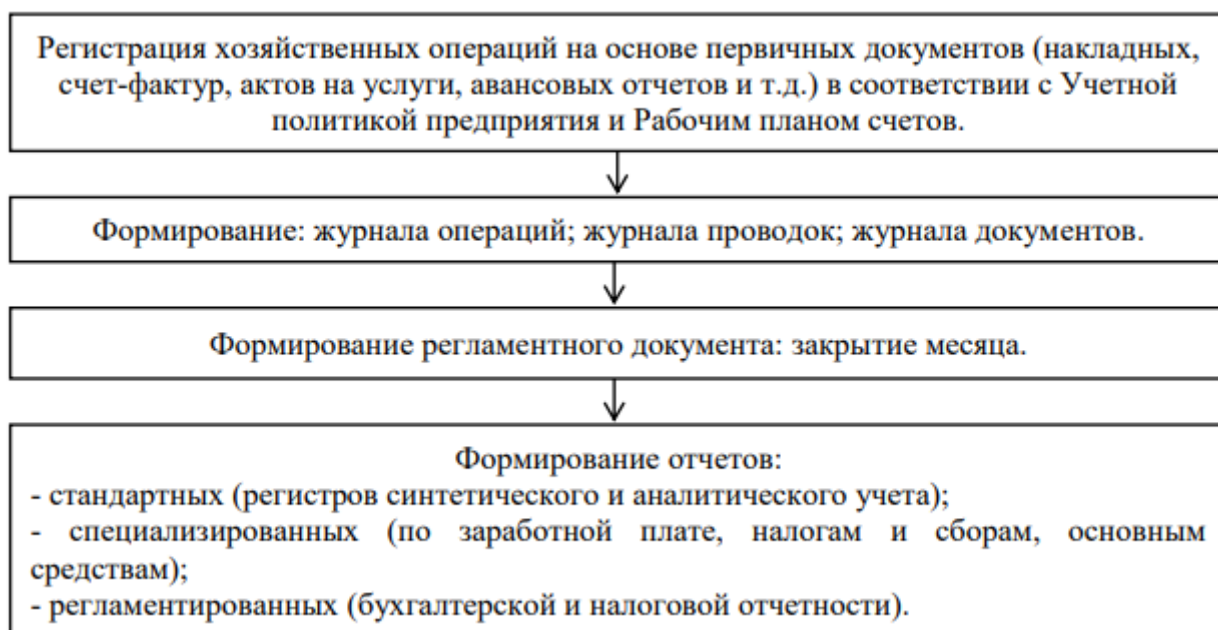 Регистрация хозяйственных операций на основе первичных документов (накладных,
счет-фактур, актов на услуги, авансовых отчетов и т.д.) в соответствии с Учетной
политикой предприятия и Рабочим планом счетов.
Формирование: журнала операций; журнала проводок; журнала документов.
Формирование регламентного документа: закрытие месяца.
Формирование отчетов:
- стандартных (регистров синтетического и аналитического учета);
- специализированных (по заработной плате, налогам и сборам, основным
средствам);
- регламентированных (бухгалтерской и налоговой отчетности).